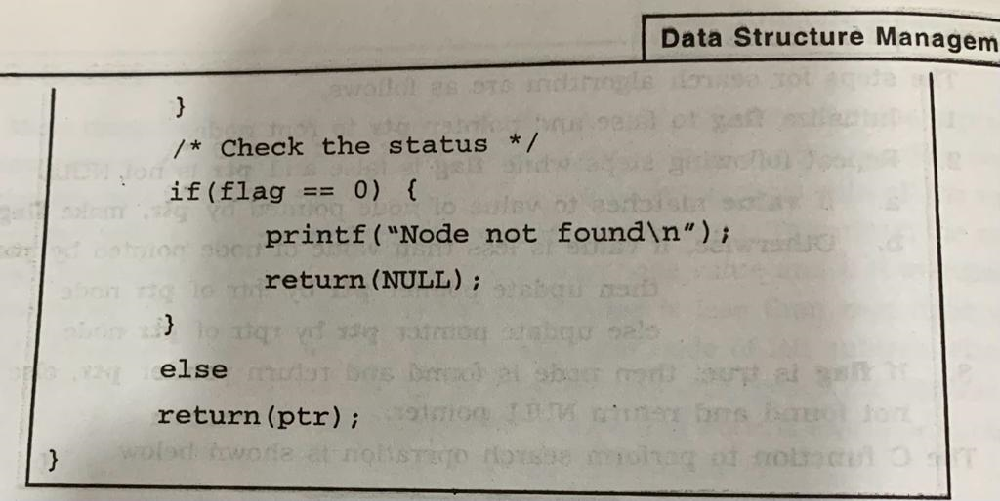 Data Structure Managem
}
/* Check the status */
if(flag == 0) {
printf("Node not found\n");
return(NULL);
}
else
return(ptr);
}